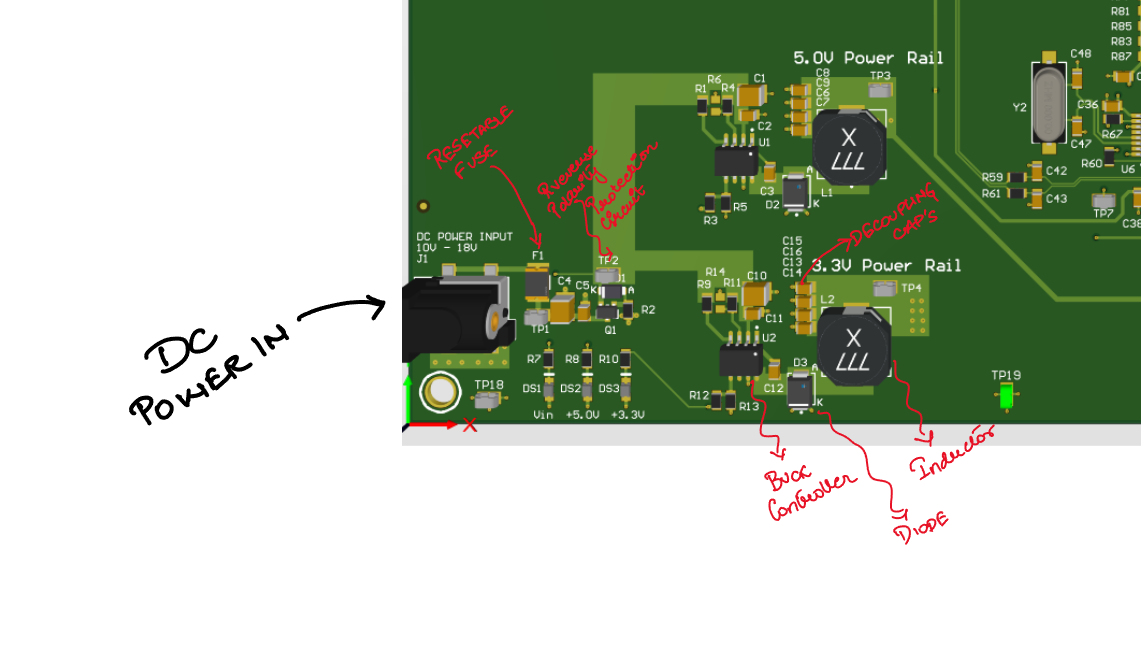 R81
R85
R83
R87
5.0V Power Rail
C48
R6
C1
C8
C9
C6
C7
TP3
R1
R4
Y2
C36
RESETABLE
FUSE
C2
X
777
R67
U1
C47
Reverse
Polarity
Protection
Circuit
R60
U6
C3
A
D2
K
L1
R59
R61
C42
C43
TP7
C38
R3
R5
DECOUPLING
CAP'S
DC POWER INPUT
10V - 18V
J1
C15
C16
C13
C14
3.3V Power Rail
F1
TP2
R14
C10
R9
R11
TP4
C4
C5
K
J1
A
L2
R2
C11
TP1
Q1
U2
X
777
DC
POWER IN
R7
R8
R10
D3
A
TP18
DS1
DS2
DS3
C12
K
TP19
R12
R13
Vin
+5.0V
+3.3V
X
Inductor
BUCK
Controller
DIODE